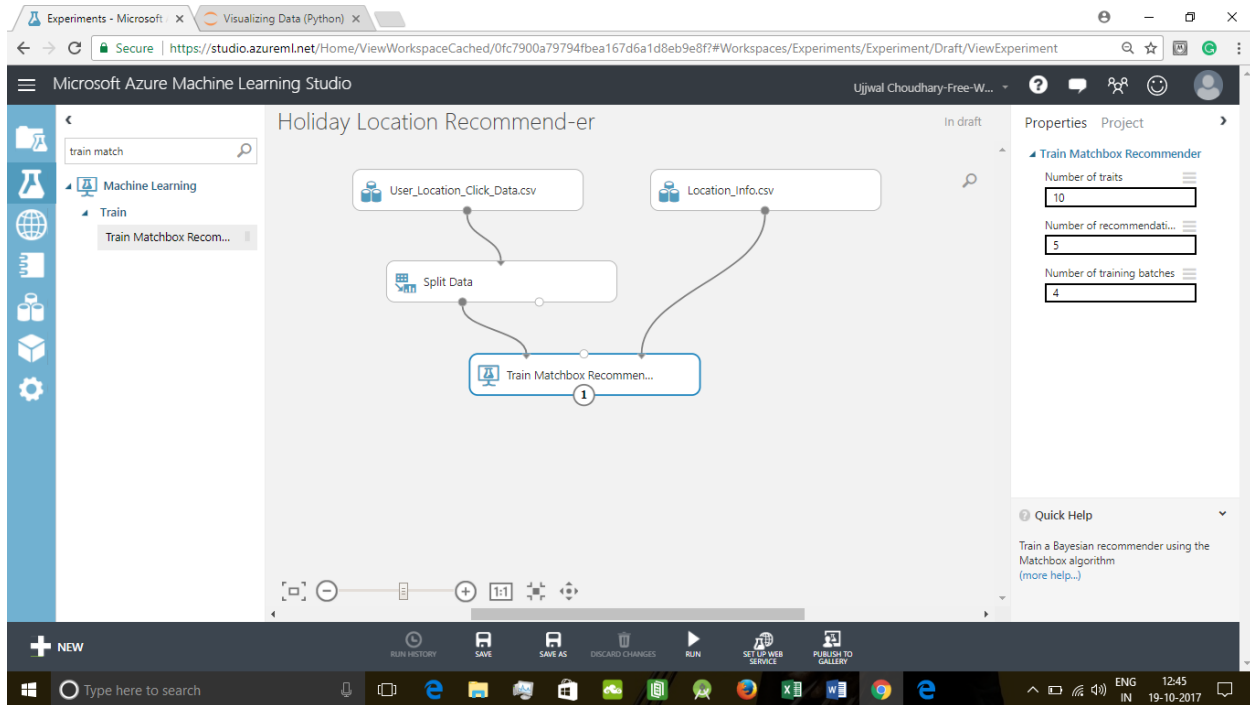 Experiments - Microsoft
Visualizing Data (Python)
Secure | https://studio.azureml.net/Home/ViewWorkspaceCached/0fc7900a79794fbea167d6a1d8eb9e8f?#Workspaces/Experiments/Experiment/Draft/ViewExperiment
Microsoft Azure Machine Learning Studio
Ujjwal Choudhary-Free-W...
train match
Machine Learning
Train
Train Matchbox Recom...
Holiday Location Recommend-er
In draft
User_Location_Click_Data.csv
Location_Info.csv
Split Data
Train Matchbox Recommen...
1
1:1
Properties Project
Train Matchbox Recommender
Number of traits
10
Number of recommendati...
5
Number of training batches
4
Quick Help
Train a Bayesian recommender using the
Matchbox algorithm
(more help...)
NEW
RUN HISTORY
SAVE
SAVE AS
DISCARD CHANGES
RUN
SET UP WEB
SERVICE
PUBLISH TO
GALLERY
Type here to search
ENG
IN
12:45
19-10-2017